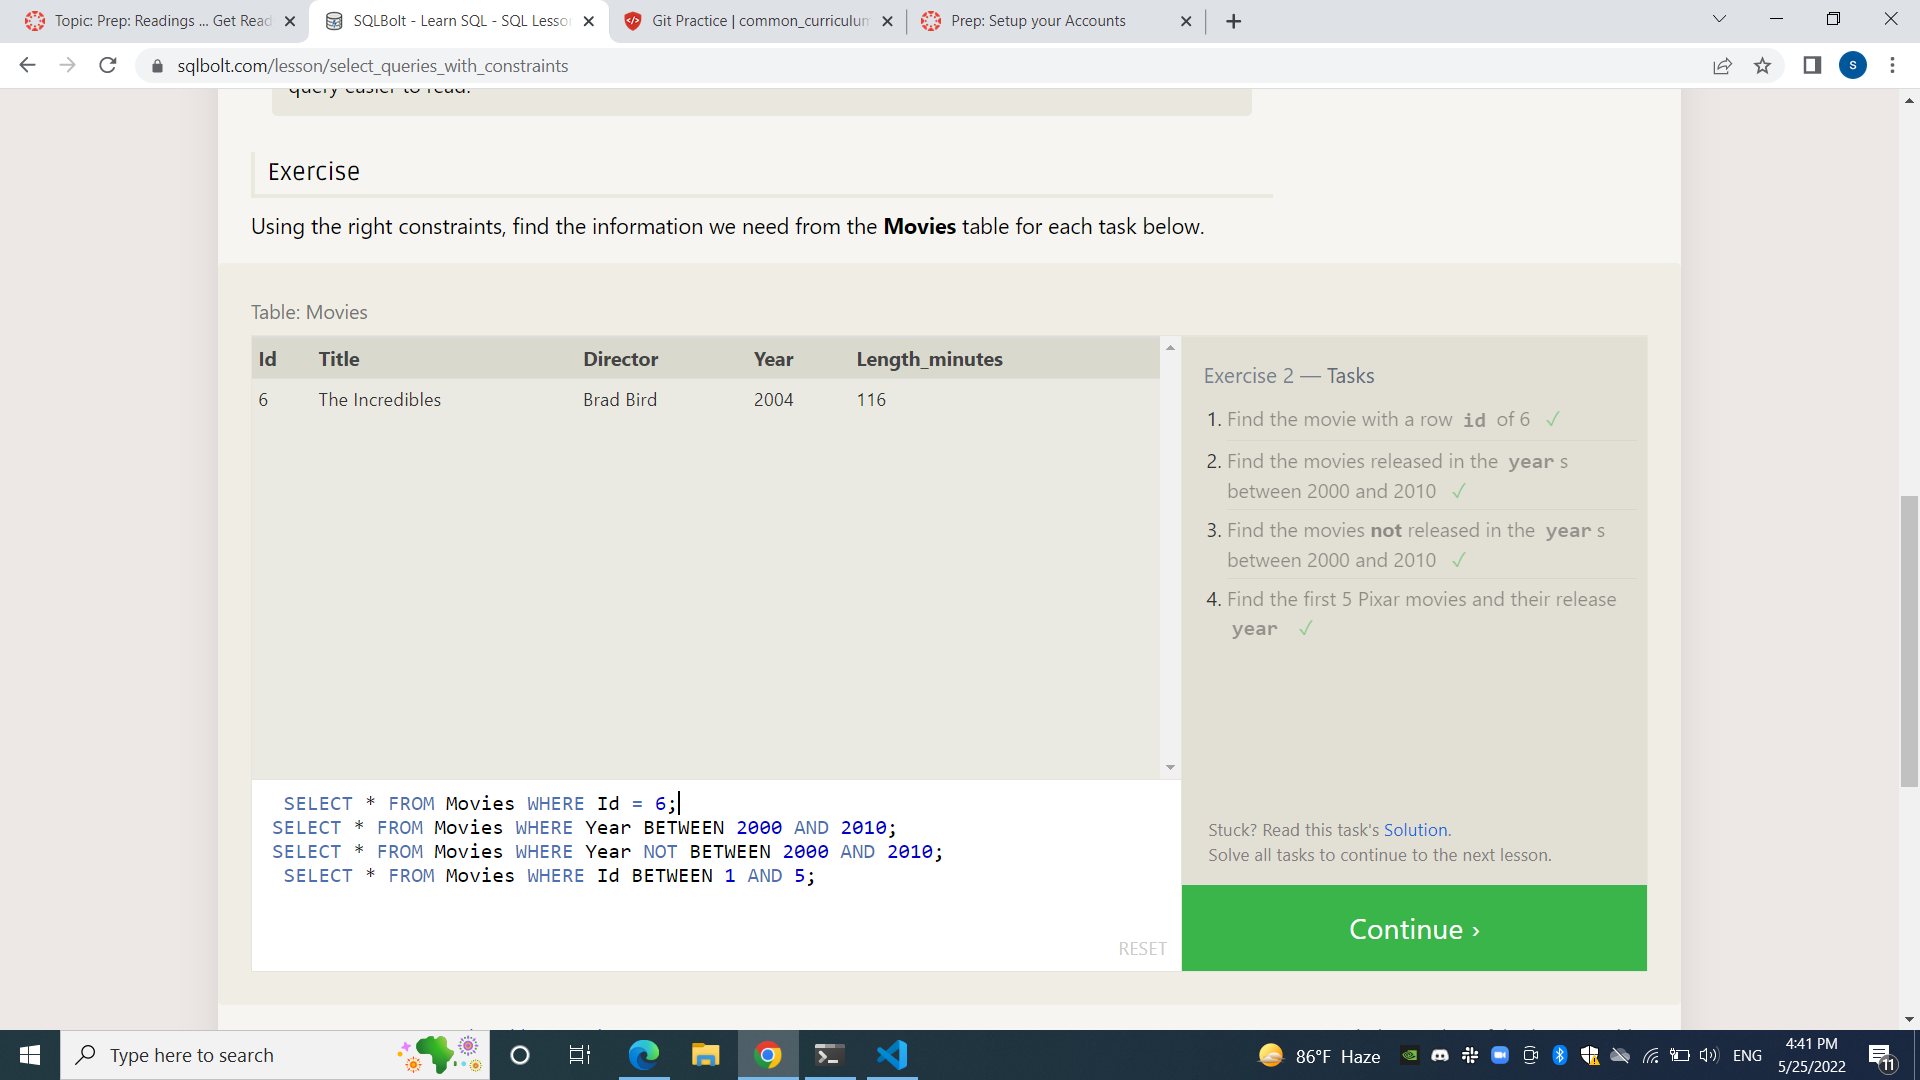 Topic: Prep: Readings ... Get Read
SQLBolt - Learn SQL - SQL Lesson
Git Practice | common_curriculum
Prep: Setup your Accounts
sqlbolt.com/lesson/select_queries_with_constraints
S
query easier to read.
Exercise
Using the right constraints, find the information we need from the Movies table for each task below.
Table: Movies
Id Title Director Year Length_minutes
6 The Incredibles Brad Bird 2004 116
Exercise 2 — Tasks
1. Find the movie with a row id of 6 ✓
2. Find the movies released in the year s
between 2000 and 2010 ✓
3. Find the movies not released in the year s
between 2000 and 2010 ✓
4. Find the first 5 Pixar movies and their release
year ✓
SELECT * FROM Movies WHERE Id = 6;
SELECT * FROM Movies WHERE Year BETWEEN 2000 AND 2010;
SELECT * FROM Movies WHERE Year NOT BETWEEN 2000 AND 2010;
SELECT * FROM Movies WHERE Id BETWEEN 1 AND 5;
RESET
Stuck? Read this task's Solution.
Solve all tasks to continue to the next lesson.
Continue ›
Type here to search
86°F Haze
ENG
4:41 PM
5/25/2022
11